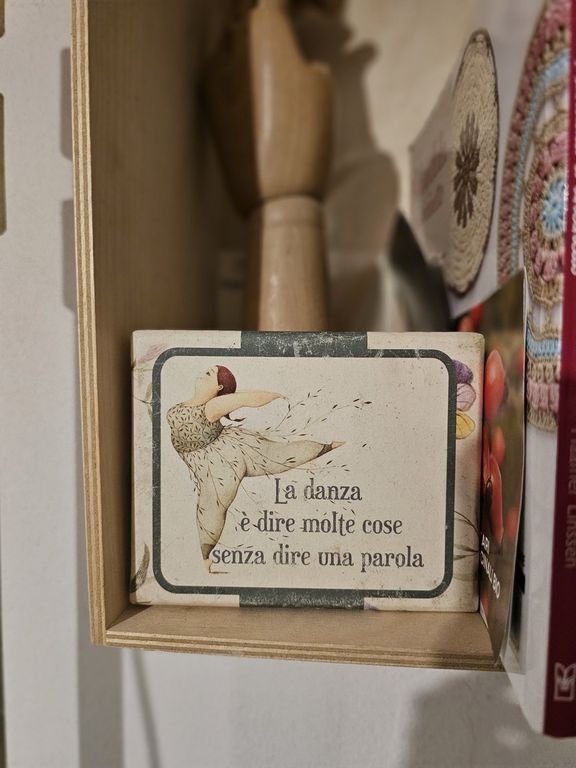 La danza
è dire molte cose
senza dire una parola